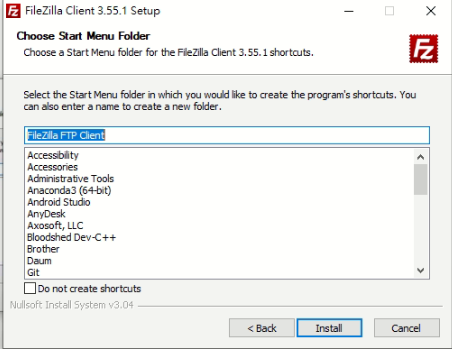 FileZilla Client 3.55.1 Setup
Choose Start Menu Folder
Choose a Start Menu folder for the FileZilla Client 3.55.1 shortcuts.
Fz
Select the Start Menu folder in which you would like to create the program's shortcuts. You
can also enter a name to create a new folder.
FileZilla FTP Client
Accessibility
Accessories
Administrative Tools
Anaconda3 (64-bit)
Android Studio
AnyDesk
Axosoft, LLC
Bloodshed Dev-C++
Brother
Daum
Git
Do not create shortcuts
Nullsoft Install System v3.04
< Back
Install
Cancel